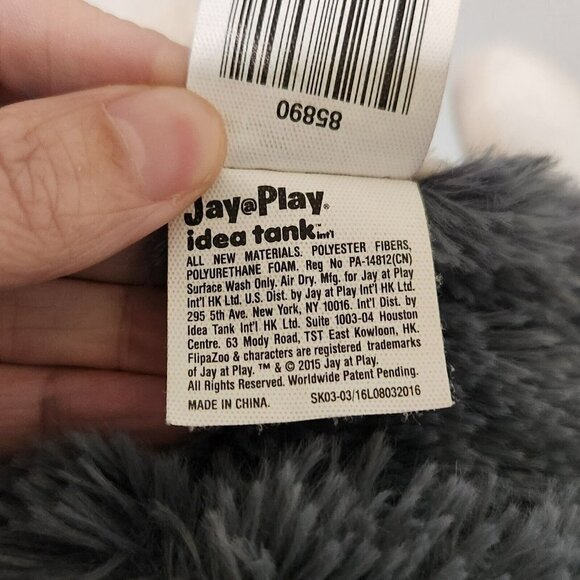 85890
Jay@Play®
idea tank™ int'l
ALL NEW MATERIALS. POLYESTER FIBERS,
POLYURETHANE FOAM. Reg No PA-14812(CN)
Surface Wash Only. Air Dry. Mfg. for Jay at Play
Int'l HK Ltd. U.S. Dist. by Jay at Play Int'l HK Ltd.
295 5th Ave. New York, NY 10016. Int'l Dist. by
Idea Tank Int'l HK Ltd. Suite 1003-04 Houston
Centre. 63 Mody Road, TST East Kowloon, HK.
FlipaZoo & characters are registered trademarks
of Jay at Play. ™ & © 2015 Jay at Play.
All Rights Reserved. Worldwide Patent Pending.
MADE IN CHINA. SK03-03/16L08032016